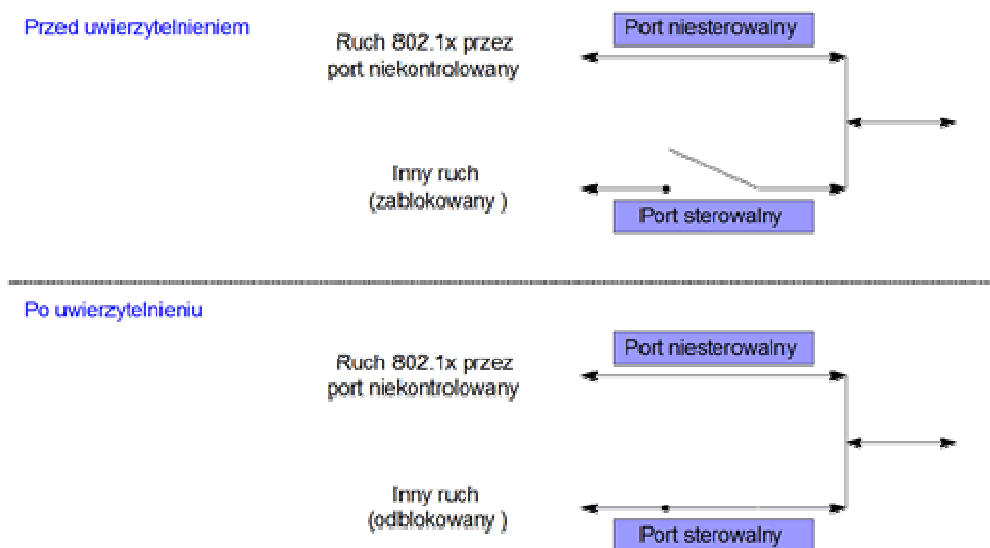 Przed uwierzytelnieniem
Port niesterowalny
Ruch 802.1x przez
port niekontrolowany
Inny ruch
(zablokowany )
Port sterowalny
Po uwierzytelnieniu
Port niesterowalny
Ruch 802.1x przez
port niekontrolowany
Inny ruch
(odblokowany )
Port sterowalny